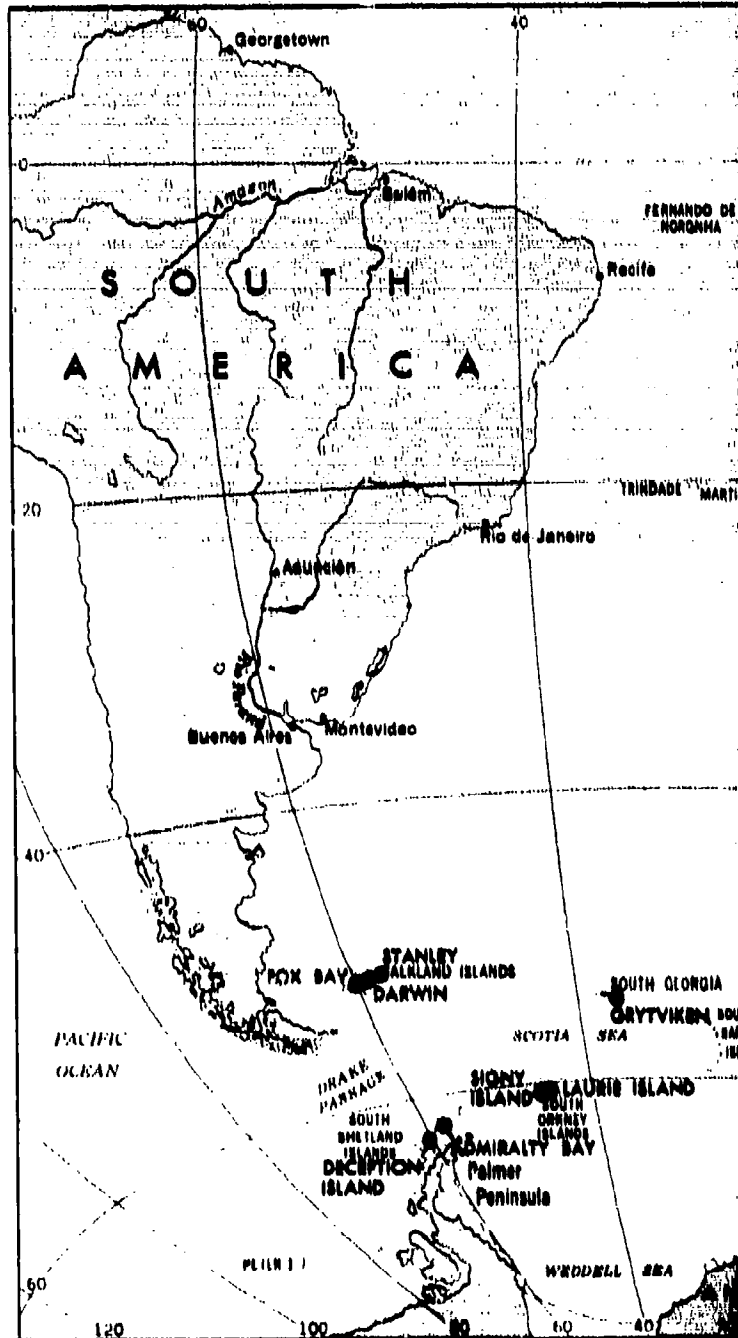 60
40
Georgetown
0
Amazon
Belém
FERNANDO DE
NORONHA
SOUTH
Recife
AMERICA
20
TRINDADE MARTI
Rio de Janeiro
Asunción
Buenos Aires
Montevideo
40
STANLEY
FOX BAY
FALKLAND ISLANDS
DARWIN
SOUTH GEORGIA
GRYTVIKEN
PACIFIC
OCEAN
SCOTIA SEA
DRAKE
PASSAGE
SIGNY
ISLAND
LAURIE ISLAND
SOUTH
ORKNEY
ISLANDS
SOUTH
SHETLAND
ISLANDS
ADMIRALTY BAY
DECEPTION
ISLAND
Palmer
Peninsula
WEDDELL SEA
60
120
100
80
60
40